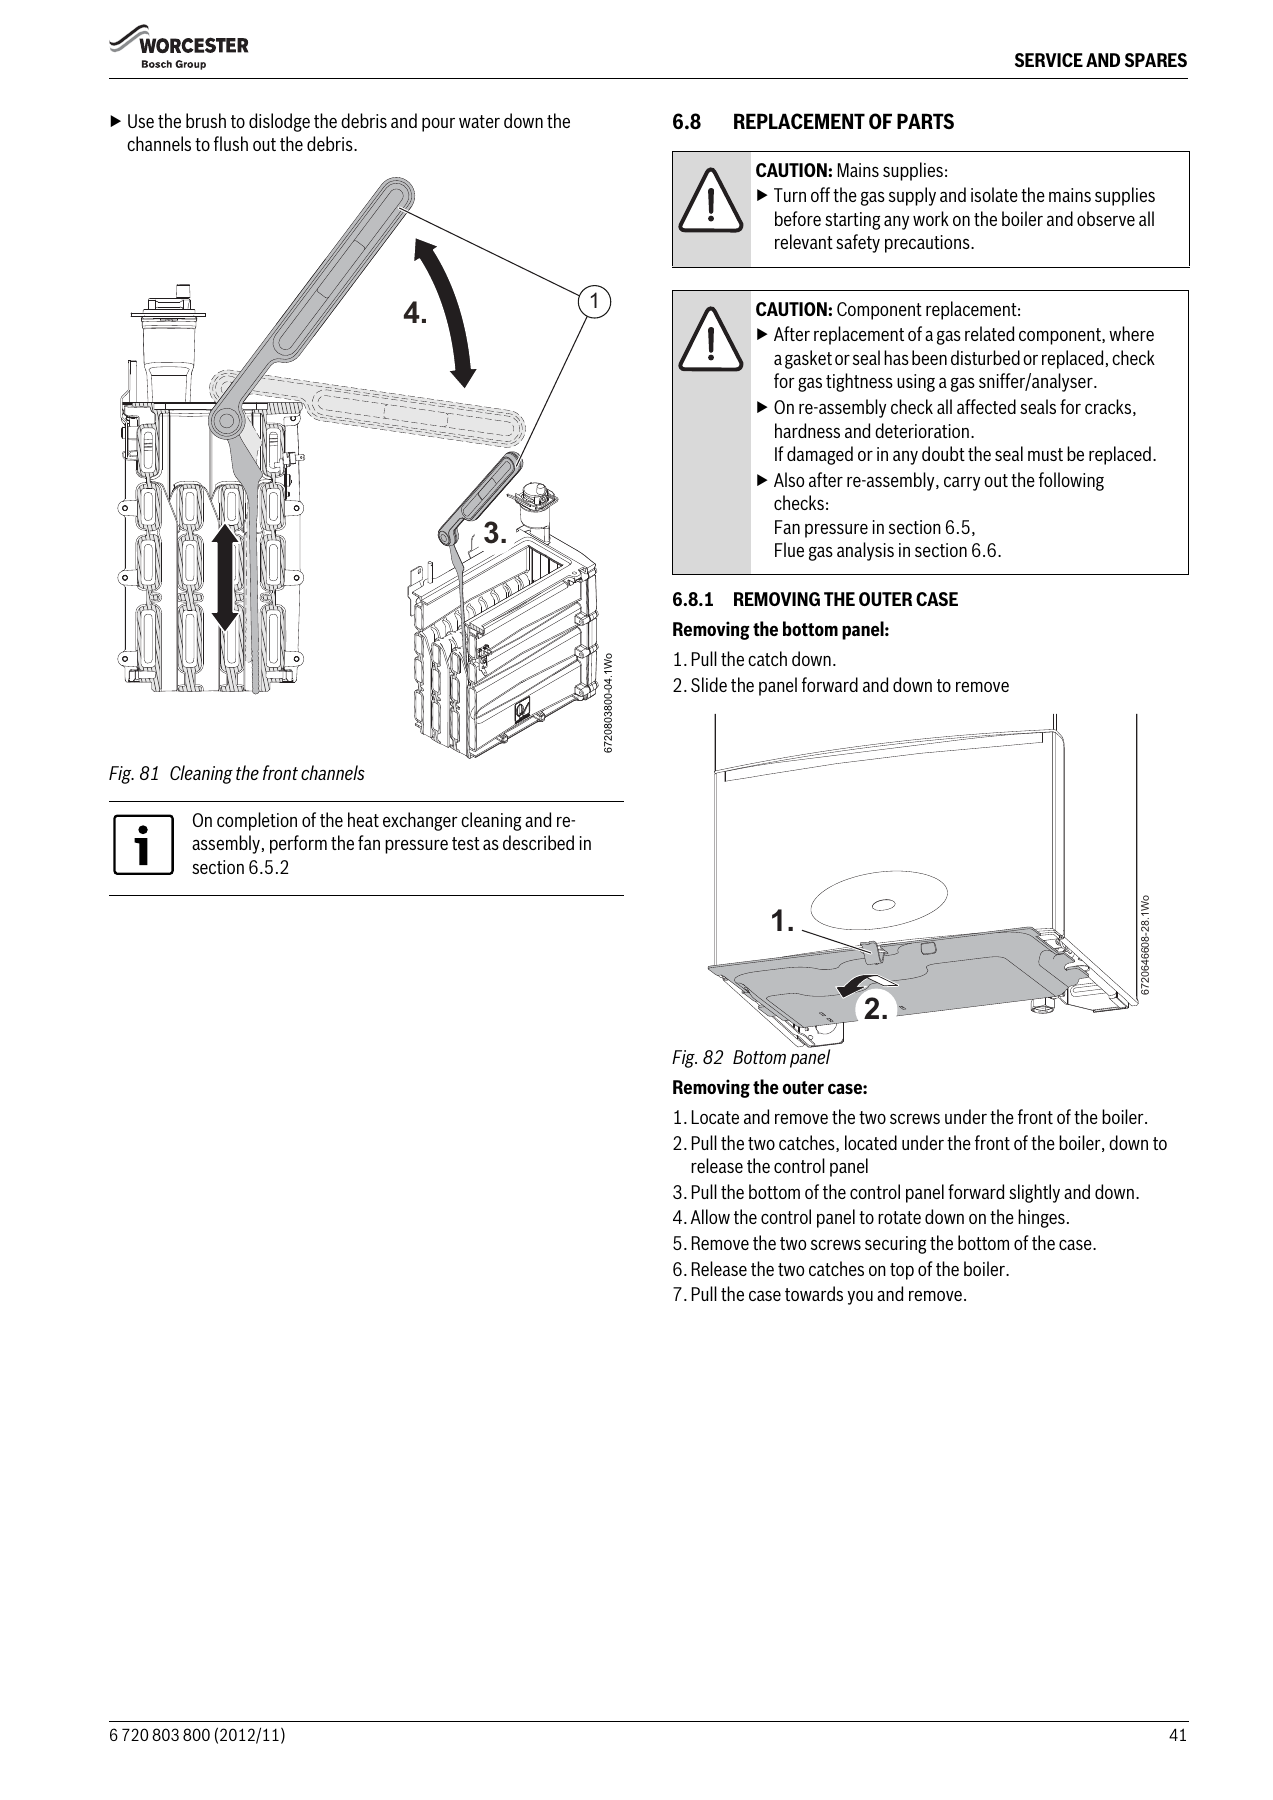 WORCESTER
Bosch Group
SERVICE AND SPARES
▶ Use the brush to dislodge the debris and pour water down the
channels to flush out the debris.
4.
1
3.
6720803800-04.1Wo
Fig. 81 Cleaning the front channels
i
On completion of the heat exchanger cleaning and re-
assembly, perform the fan pressure test as described in
section 6.5.2
6.8 REPLACEMENT OF PARTS
CAUTION: Mains supplies:
▶ Turn off the gas supply and isolate the mains supplies
before starting any work on the boiler and observe all
relevant safety precautions.
CAUTION: Component replacement:
▶ After replacement of a gas related component, where
a gasket or seal has been disturbed or replaced, check
for gas tightness using a gas sniffer/analyser.
▶ On re-assembly check all affected seals for cracks,
hardness and deterioration.
If damaged or in any doubt the seal must be replaced.
▶ Also after re-assembly, carry out the following
checks:
Fan pressure in section 6.5,
Flue gas analysis in section 6.6.
6.8.1 REMOVING THE OUTER CASE
Removing the bottom panel:
1. Pull the catch down.
2. Slide the panel forward and down to remove
1.
2.
6720646608-28.1Wo
Fig. 82 Bottom panel
Removing the outer case:
1. Locate and remove the two screws under the front of the boiler.
2. Pull the two catches, located under the front of the boiler, down to
release the control panel
3. Pull the bottom of the control panel forward slightly and down.
4. Allow the control panel to rotate down on the hinges.
5. Remove the two screws securing the bottom of the case.
6. Release the two catches on top of the boiler.
7. Pull the case towards you and remove.
6 720 803 800 (2012/11)
41